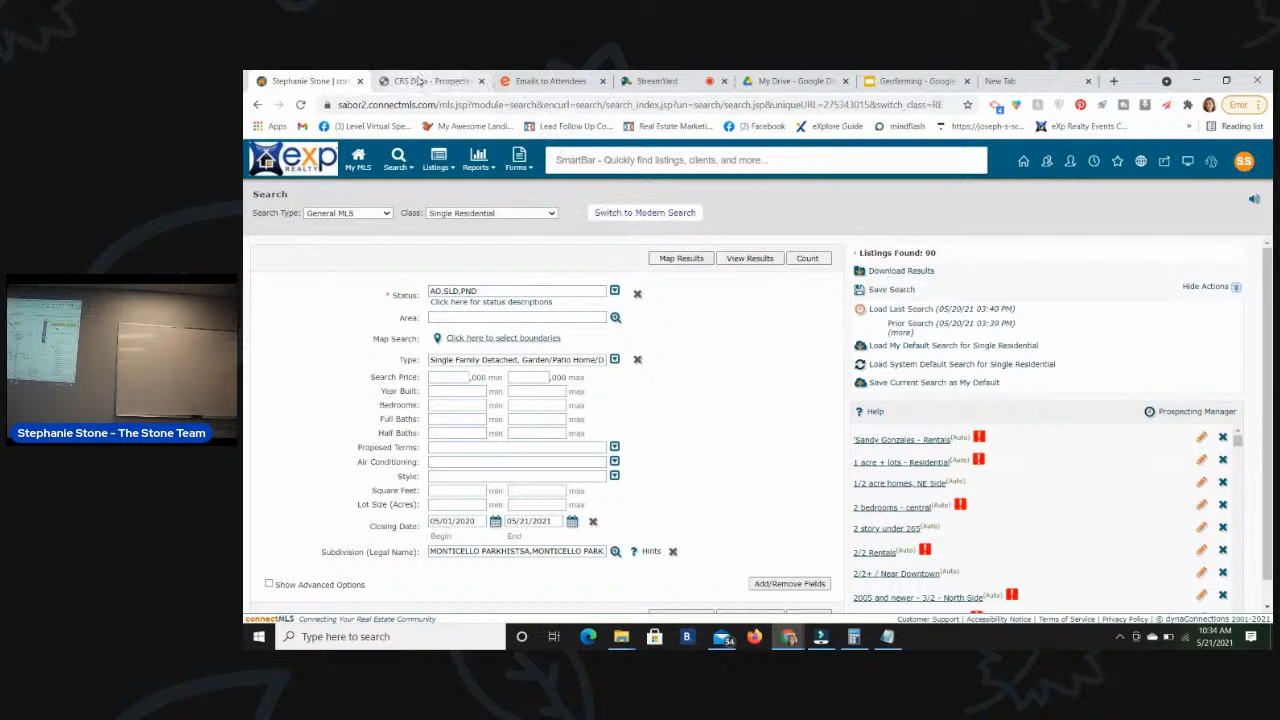 Stephanie Stone | con
CRS Data - Prospecti
Emails to Attendees
StreamYard
My Drive - Google Di
Geofarming - Google
New Tab
sabor2.connectmls.com/mls.jsp?module=search&encurl=search/search_index.jsp?uri=search/search.jsp&uniqueURL=275343015&switch_class=RE
Error
Apps
(3) Level Virtual Spe...
My Awesome Landi...
Lead Follow Up Co...
Real Estate Marketi...
(2) Facebook
eXplore Guide
mindflash
https://joseph-s-sc...
eXp Realty Events C...
»
Reading list
eXp
REALTY
My MLS
Search
Listings
Reports
Forms
SmartBar - Quickly find listings, clients, and more...
SS
Search
Search Type: General MLS Class: Single Residential
Switch to Modern Search
Map Results
View Results
Count
* Status: AO,SLD,PND
Click here for status descriptions
Area:
Map Search: Click here to select boundaries
Type: Single Family Detached, Garden/Patio Home/D
Search Price: ,000 min ,000 max
Year Built: min max
Bedrooms: min max
Full Baths: min max
Half Baths: min max
Proposed Terms:
Air Conditioning:
Style:
Square Feet: min max
Lot Size (Acres): min max
Closing Date: 05/01/2020 05/21/2021
Begin End
Subdivision (Legal Name): MONTICELLO PARKHISTSA,MONTICELLO PARK, ? Hints
Show Advanced Options
Add/Remove Fields
Listings Found: 90
Download Results
Save Search
Hide Actions
Load Last Search (05/20/21 03:40 PM)
Prior Search (05/20/21 03:39 PM)
(more)
Load My Default Search for Single Residential
Load System Default Search for Single Residential
Save Current Search as My Default
? Help
Prospecting Manager
'Sandy Gonzales - Rentals(Auto)
1 acre + lots - Residential(Auto)
1/2 acre homes, NE Side(Auto)
2 bedrooms - central(Auto)
2 story under 265(Auto)
2/2 Rentals(Auto)
2/2+ / Near Downtown(Auto)
2005 and newer - 3/2 - North Side(Auto)
connectMLS Connecting Your Real Estate Community
Customer Support | Accessibility Notice | Terms of Service | Privacy Policy | © dynaConnections 2001-2021
Type here to search
B
54
10:34 AM
5/21/2021
Stephanie Stone - The Stone Team